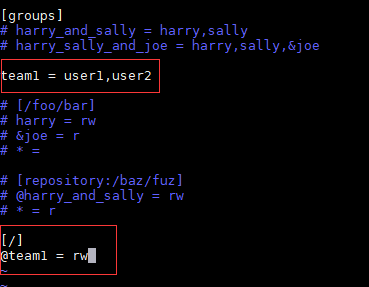 [groups]
# harry_and_sally = harry,sally
# harry_sally_and_joe = harry,sally,&joe
team1 = user1,user2
# [/foo/bar]
# harry = rw
# &joe = r
# * =
# [repository:/baz/fuz]
# @harry_and_sally = rw
# * = r
[/]
@team1 = rw
~
~